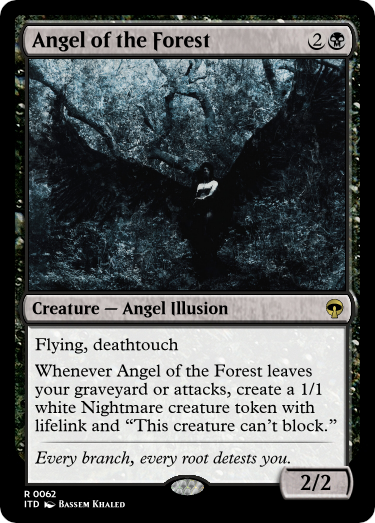 Angel of the Forest 2
Creature — Angel Illusion
Flying, deathtouch
Whenever Angel of the Forest leaves
your graveyard or attacks, create a 1/1
white Nightmare creature token with
lifelink and “This creature can’t block.”
Every branch, every root detests you.
2/2
R 0062
ITD Bassem Khaled